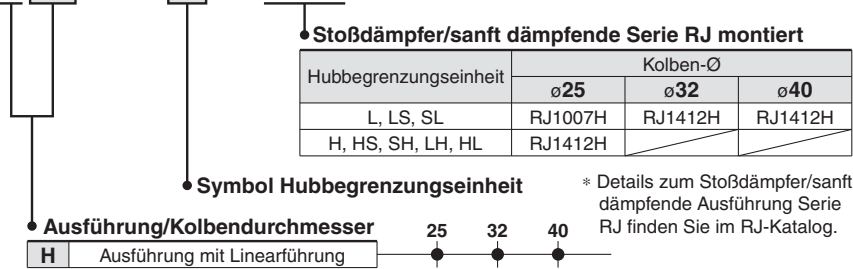 Stoßdämpfer/sanft dämpfende Serie RJ montiert
Hubbegrenzungseinheit Kolben-Ø
ø25 ø32 ø40
L, LS, SL RJ1007H RJ1412H RJ1412H
H, HS, SH, LH, HL RJ1412H
Symbol Hubbegrenzungseinheit
* Details zum Stoßdämpfer/sanft
dämpfende Ausführung Serie
RJ finden Sie im RJ-Katalog.
Ausführung/Kolbendurchmesser 25 32 40
H Ausführung mit Linearführung